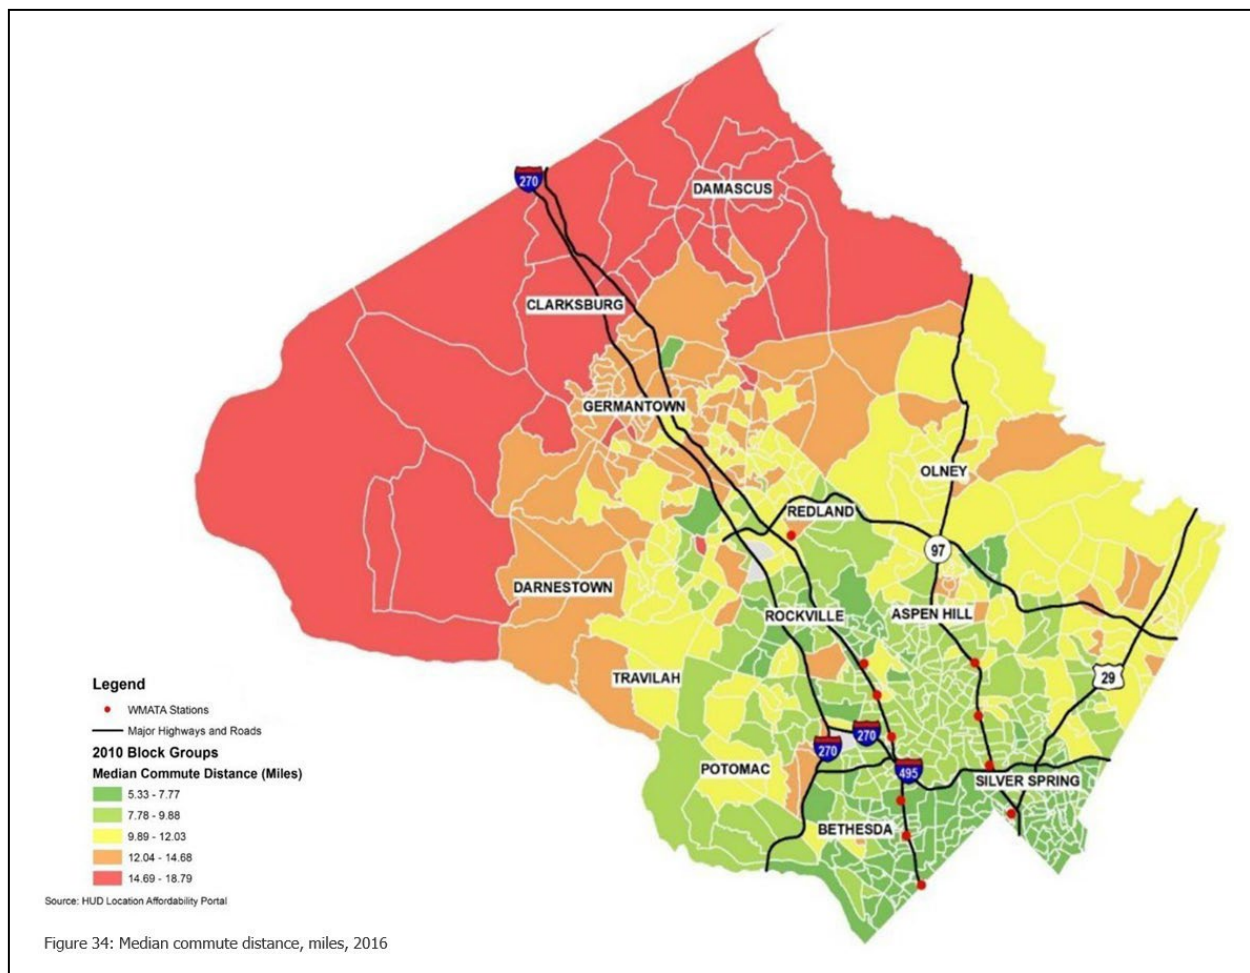 270
DAMASCUS
CLARKSBURG
GERMANTOWN
OLNEY
REDLAND
97
DARNESTOWN
ROCKVILLE
ASPEN HILL
TRAVILAH
29
270
270
POTOMAC
495
SILVER SPRING
BETHESDA
Legend
WMATA Stations
Major Highways and Roads
2010 Block Groups
Median Commute Distance (Miles)
5.33 - 7.77
7.78 - 9.88
9.89 - 12.03
12.04 - 14.68
14.69 - 18.79
Source: HUD Location Affordability Portal
Figure 34: Median commute distance, miles, 2016